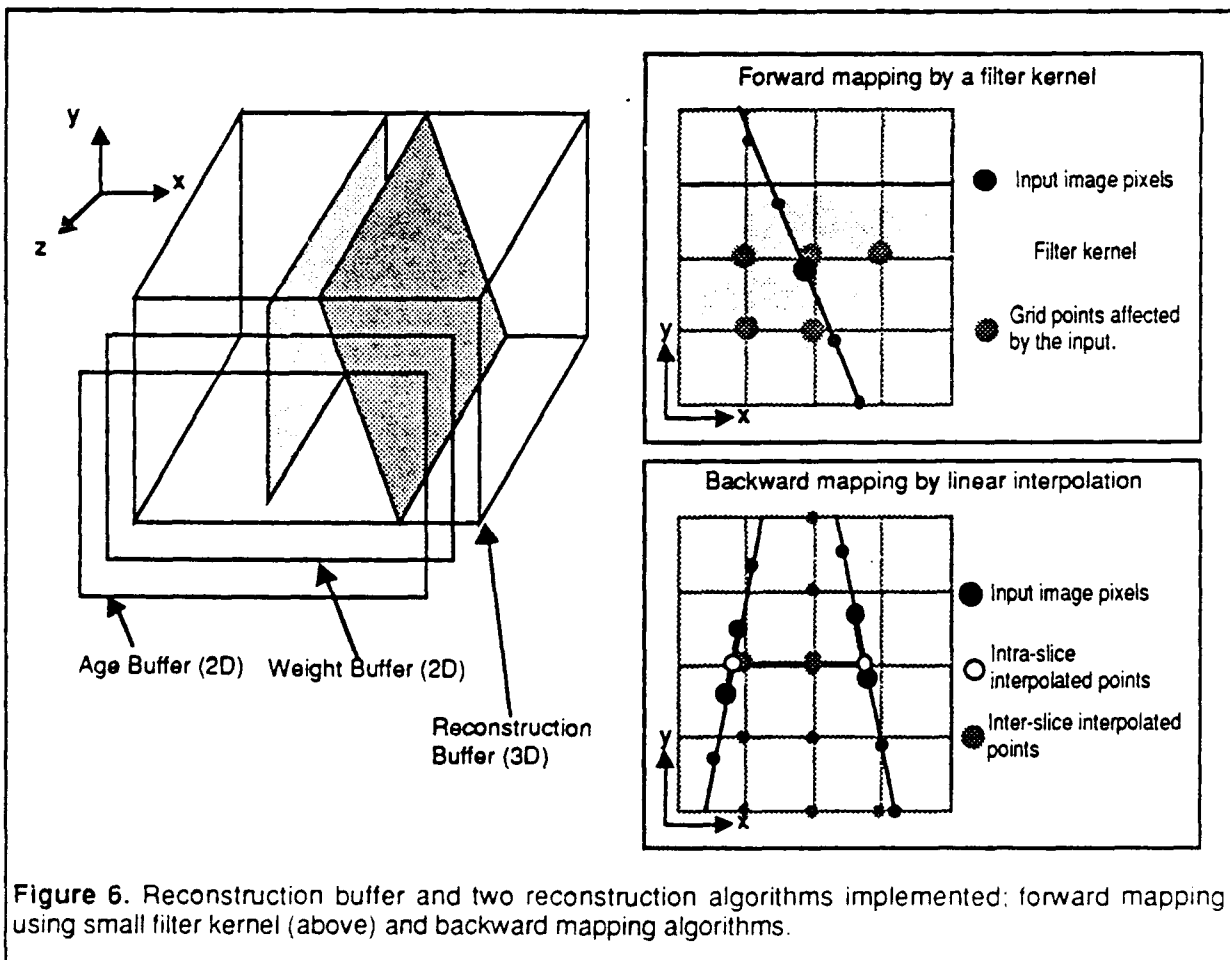 y
x
z
Age Buffer (2D)
Weight Buffer (2D)
Reconstruction
Buffer (3D)
Forward mapping by a filter kernel
Input image pixels
Filter kernel
Grid points affected
by the input.
y
x
Backward mapping by linear interpolation
Input image pixels
Intra-slice
interpolated points
Inter-slice interpolated
points
y
x
Figure 6. Reconstruction buffer and two reconstruction algorithms implemented: forward mapping
using small filter kernel (above) and backward mapping algorithms.